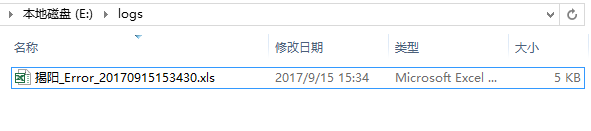 本地磁盘 (E:) › logs
名称 修改日期 类型 大小
揭阳_Error_20170915153430.xls 2017/9/15 15:34 Microsoft Excel ... 5 KB